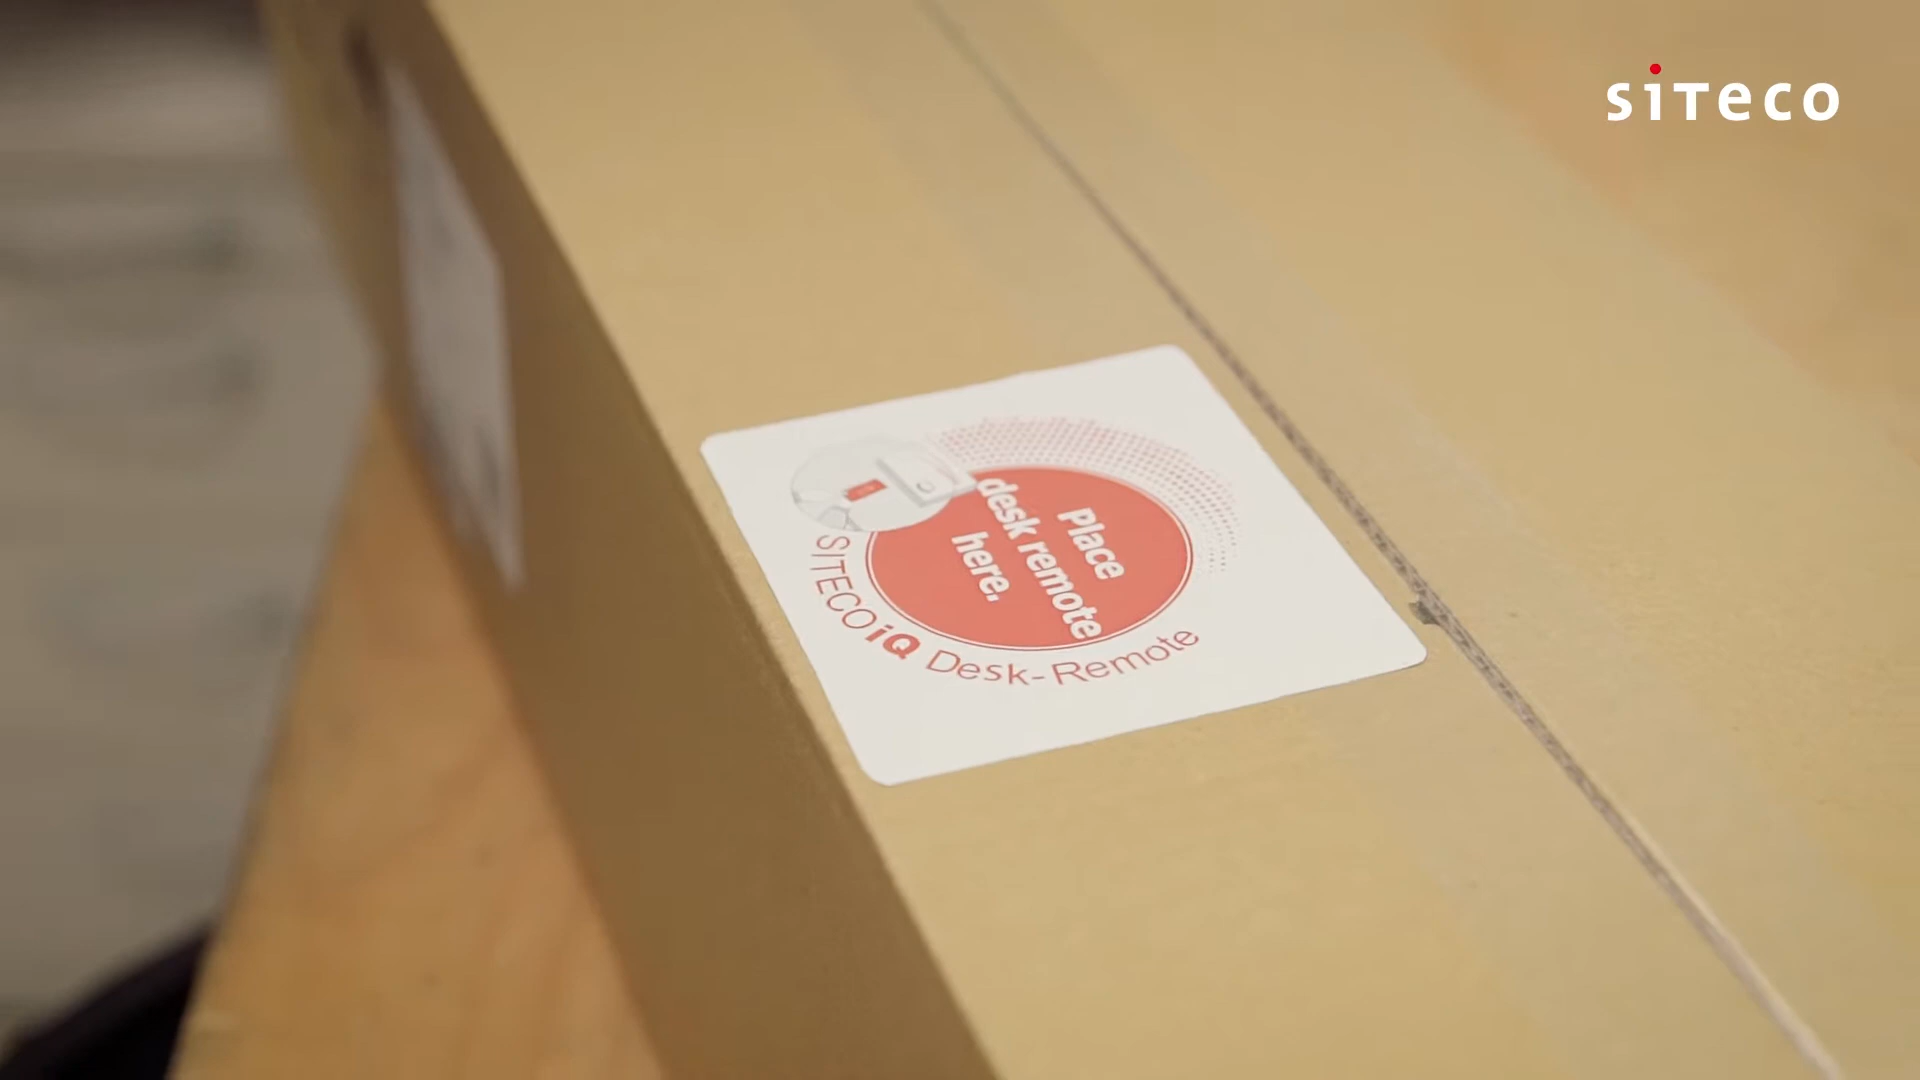 siteco
Place
desk remote
here.
SITECO iQ Desk-Remote